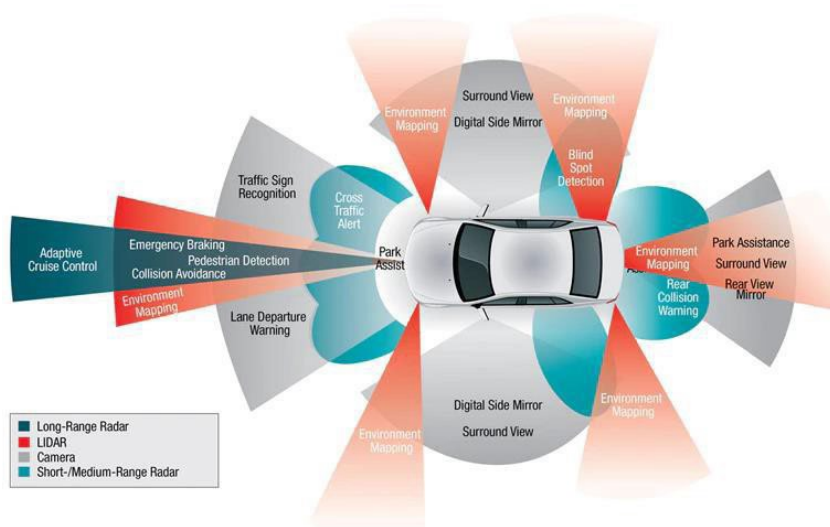 Environment
Mapping
Surround View
Digital Side Mirror
Environment
Mapping
Blind
Spot
Detection
Traffic Sign
Recognition
Cross
Traffic
Alert
Adaptive
Cruise Control
Emergency Braking
Pedestrian Detection
Collision Avoidance
Environment
Mapping
Park
Assist
Lane Departure
Warning
Environment
Mapping
Park Assistance
Surround View
Rear View
Mirror
Rear
Collision
Warning
Environment
Mapping
Digital Side Mirror
Surround View
Environment
Mapping
Long-Range Radar
LIDAR
Camera
Short-/Medium-Range Radar